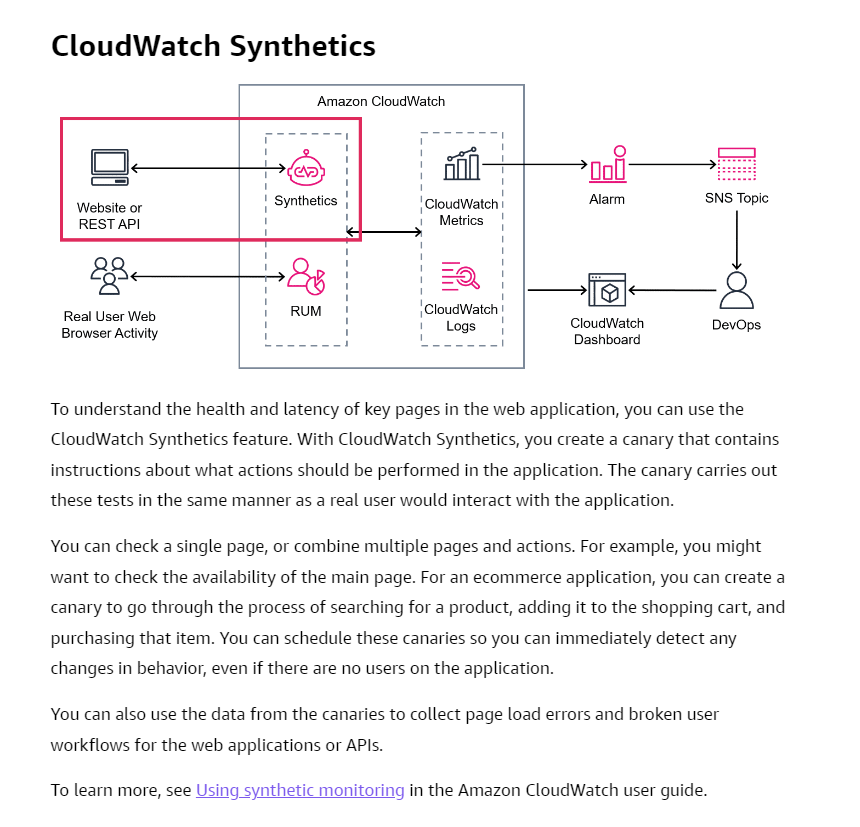 CloudWatch Synthetics
Amazon CloudWatch
Website or
REST API
Synthetics
CloudWatch
Metrics
Alarm
SNS Topic
Real User Web
Browser Activity
RUM
CloudWatch
Logs
CloudWatch
Dashboard
DevOps
To understand the health and latency of key pages in the web application, you can use the
CloudWatch Synthetics feature. With CloudWatch Synthetics, you create a canary that contains
instructions about what actions should be performed in the application. The canary carries out
these tests in the same manner as a real user would interact with the application.
You can check a single page, or combine multiple pages and actions. For example, you might
want to check the availability of the main page. For an ecommerce application, you can create a
canary to go through the process of searching for a product, adding it to the shopping cart, and
purchasing that item. You can schedule these canaries so you can immediately detect any
changes in behavior, even if there are no users on the application.
You can also use the data from the canaries to collect page load errors and broken user
workflows for the web applications or APIs.
To learn more, see Using synthetic monitoring in the Amazon CloudWatch user guide.